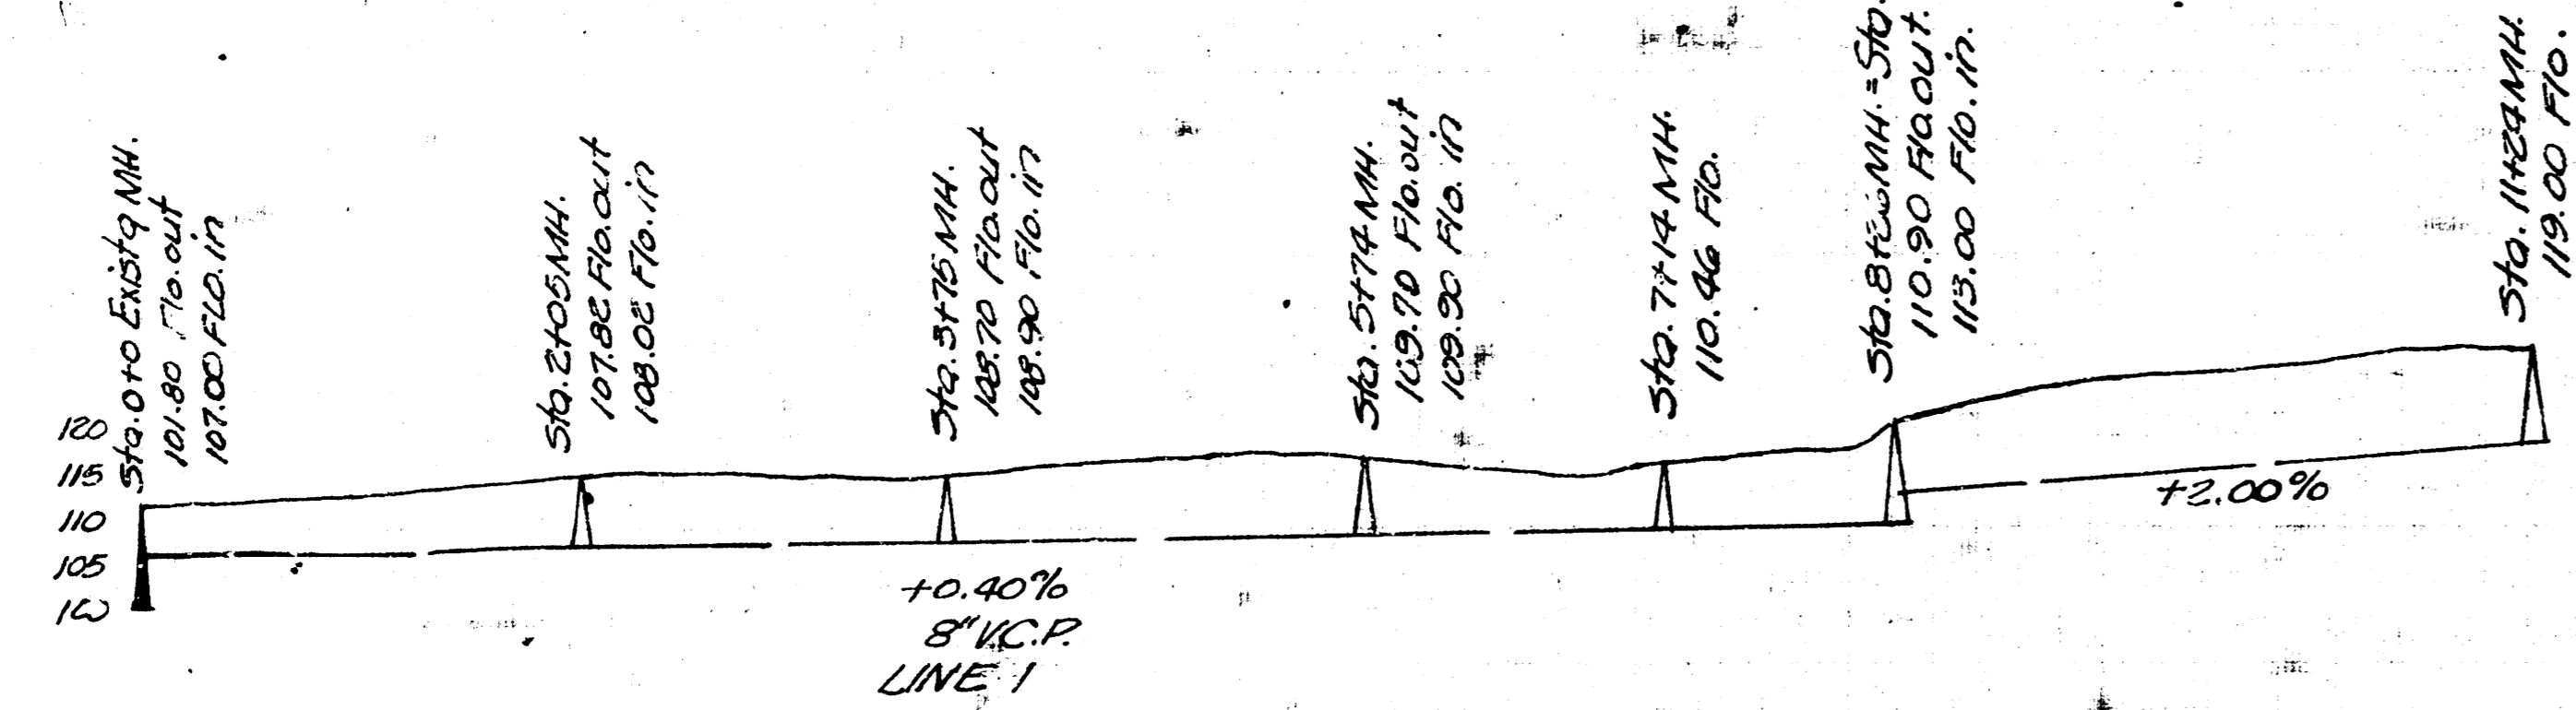 Sta. 0+0 Exist'g MH.
101.80 Flo. out
107.00 FLO. in
Sta. 2+05 MH.
107.82 Flo. out
108.02 Flo. in
Sta. 3+75 MH.
108.70 Flo. out
108.90 Flo. in
Sta. 5+74 MH.
109.70 Flo. out
109.90 Flo. in
Sta. 7+14 MH.
110.46 Flo.
MH. = Sta.
110.90 Flo. out.
113.00 Flo. in.
Sta. 11+24 MH.
119.00 Flo.
120
115
110
105
100
+0.40%
8" V.C.P.
LINE 1
+2.00%